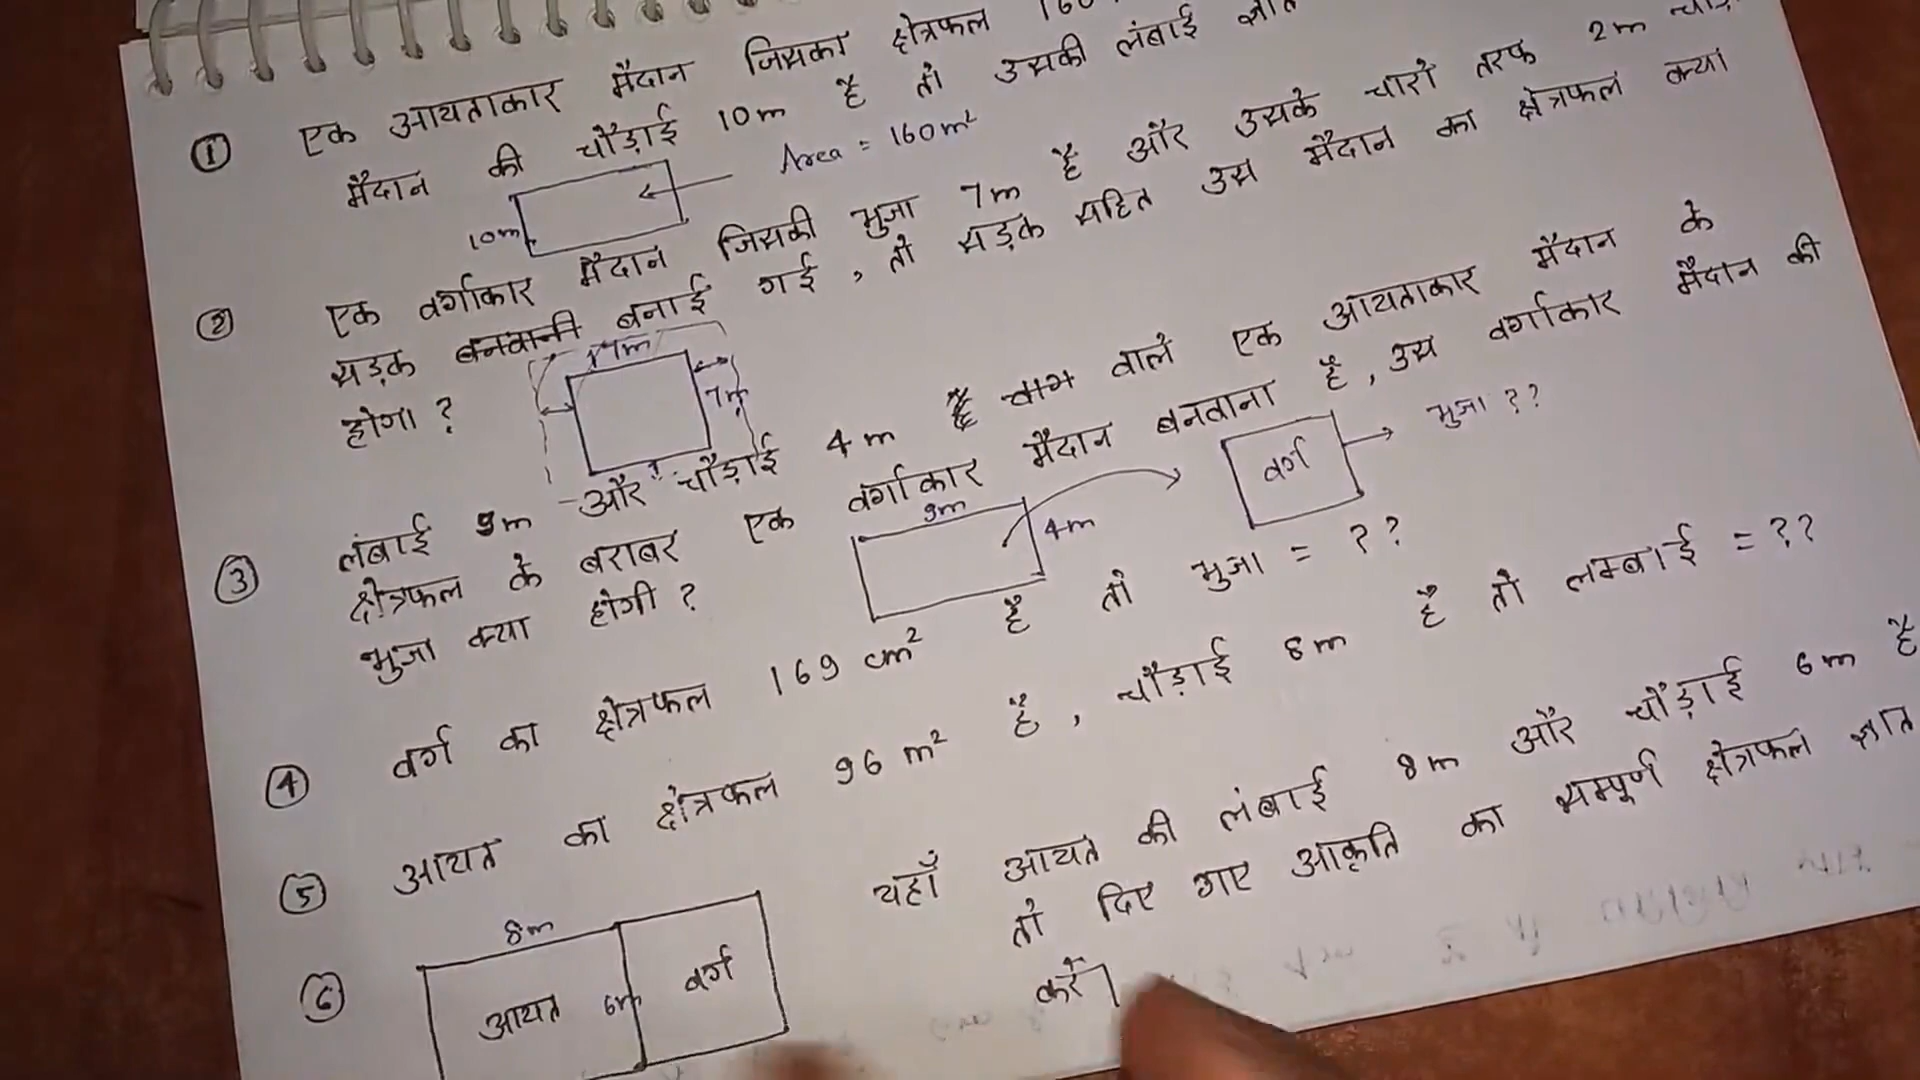 ① एक आयताकार मैदान जिसका क्षेत्रफल 160
मैदान की चौड़ाई 10m है तो उसकी लंबाई ज्ञात
10m
Area = 160m²
② एक वर्गाकार मैदान जिसकी भुजा 7m है और उसके चारो तरफ 2m
सड़क बनवानी बनाई गई, तो सड़क सहित उस मैदान का क्षेत्रफल क्या
होगा?
7m
③ लंबाई 9m और चौड़ाई 4m है वाले एक आयताकार मैदान के
क्षेत्रफल के बराबर एक वर्गाकार मैदान बनवाना है, उस वर्गाकार मैदान की
भुजा क्या होगी?
9m
4m
वर्ग
भुजा ??
④ वर्ग का क्षेत्रफल 169 cm² है तो भुजा = ??
⑤ आयत का क्षेत्रफल 96 m² है, चौड़ाई 8m है तो लम्बाई = ??
⑥ यहाँ आयत की लंबाई 8m और चौड़ाई 6m है
तो दिए गए आकृति का सम्पूर्ण क्षेत्रफल ज्ञात
करें।
8m
आयत
6m
वर्ग